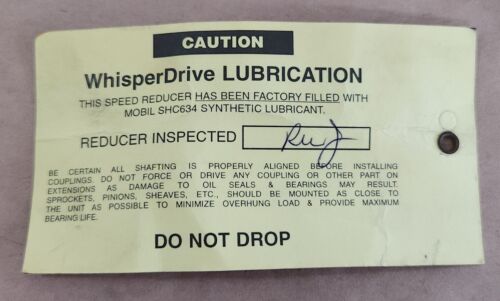 CAUTION
WhisperDrive LUBRICATION
THIS SPEED REDUCER HAS BEEN FACTORY FILLED WITH
MOBIL SHC634 SYNTHETIC LUBRICANT.
REDUCER INSPECTED
BE CERTAIN ALL SHAFTING IS PROPERLY ALIGNED BEFORE INSTALLING
COUPLINGS. DO NOT FORCE OR DRIVE ANY COUPLING OR OTHER PART ON
EXTENSIONS AS DAMAGE TO OIL SEALS & BEARINGS MAY RESULT.
SPROCKETS, PINIONS, SHEAVES, ETC., SHOULD BE MOUNTED AS CLOSE TO
THE UNIT AS POSSIBLE TO MINIMIZE OVERHUNG LOAD & PROVIDE MAXIMUM
BEARING LIFE.
DO NOT DROP